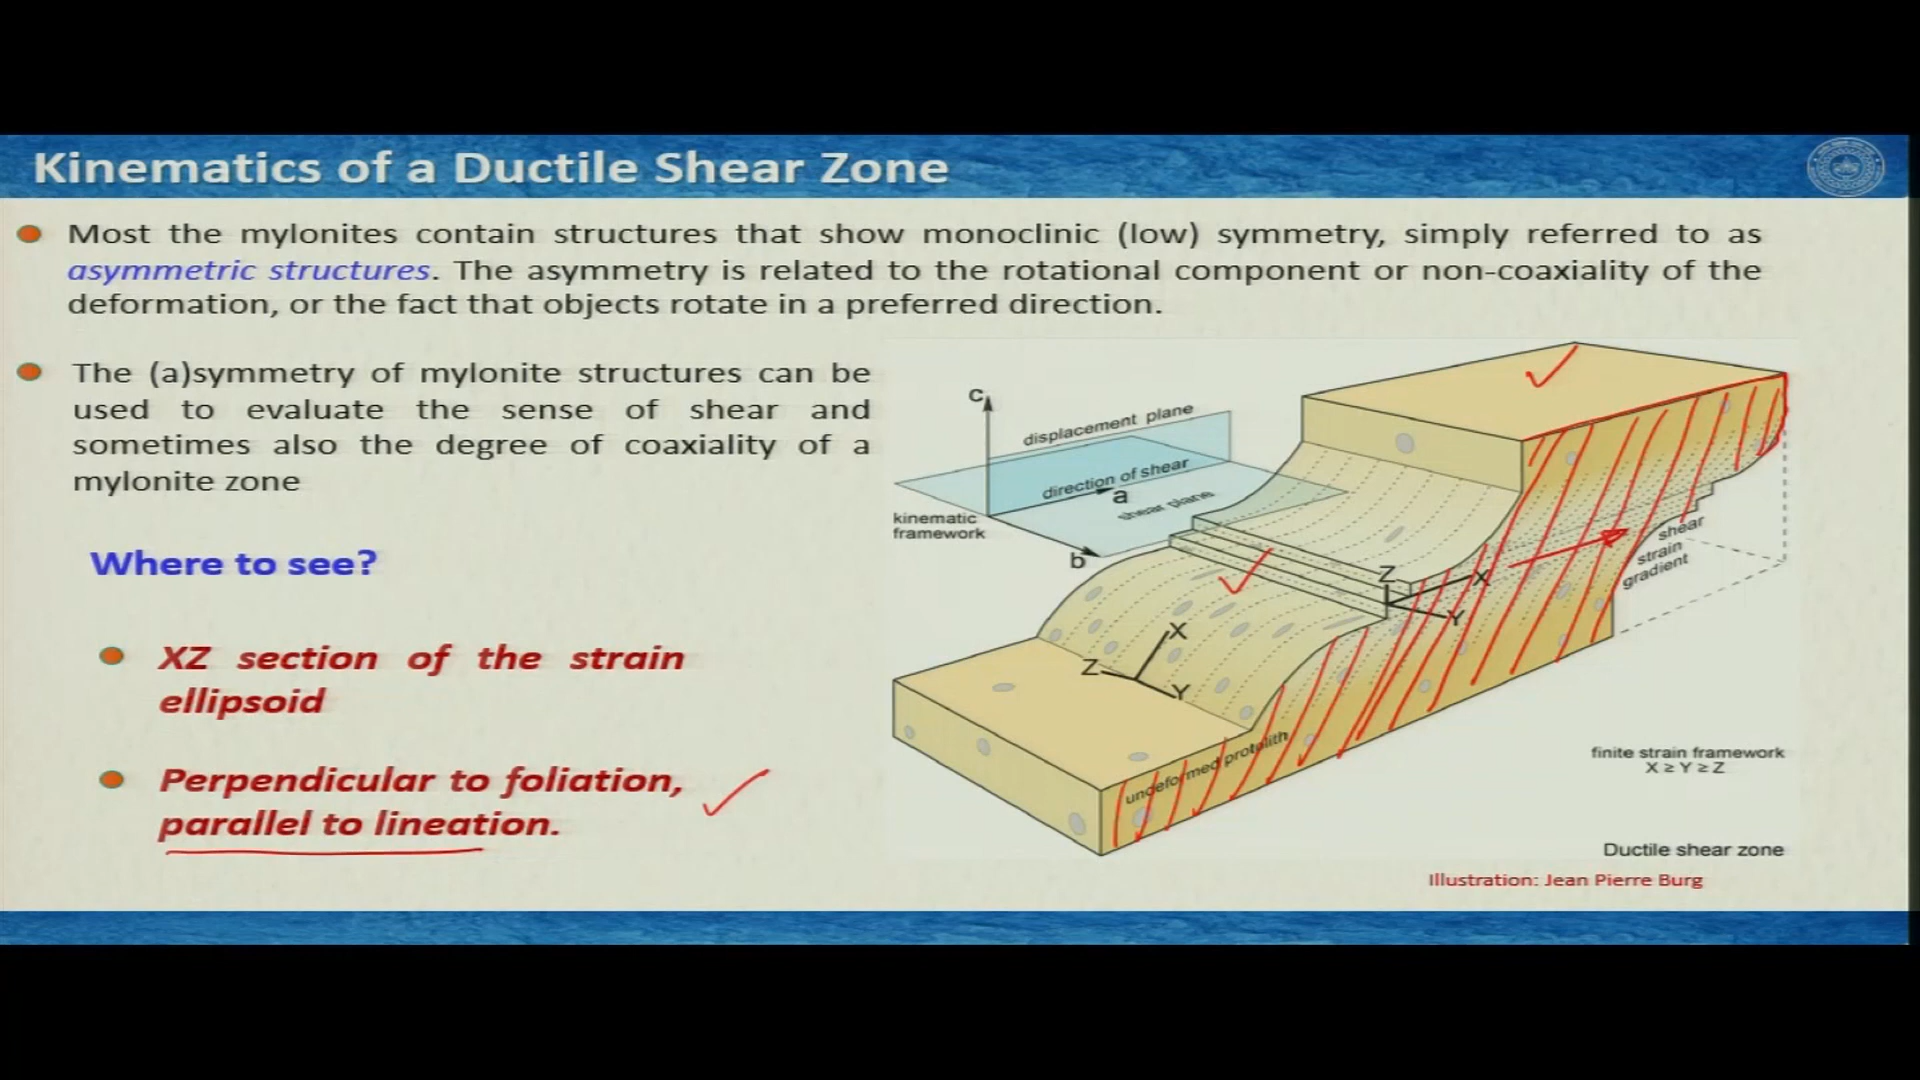 Kinematics of a Ductile Shear Zone
Most the mylonites contain structures that show monoclinic (low) symmetry, simply referred to as
asymmetric structures. The asymmetry is related to the rotational component or non-coaxiality of the
deformation, or the fact that objects rotate in a preferred direction.
The (a)symmetry of mylonite structures can be
used to evaluate the sense of shear and
sometimes also the degree of coaxiality of a
mylonite zone
Where to see?
XZ section of the strain
ellipsoid
Perpendicular to foliation,
parallel to lineation.
c
displacement plane
direction of shear
a
shear plane
kinematic
framework
b
Z
X
Y
X
Z
Y
shear
strain
gradient
undeformed protolith
finite strain framework
X ≥ Y ≥ Z
Ductile shear zone
Illustration: Jean Pierre Burg